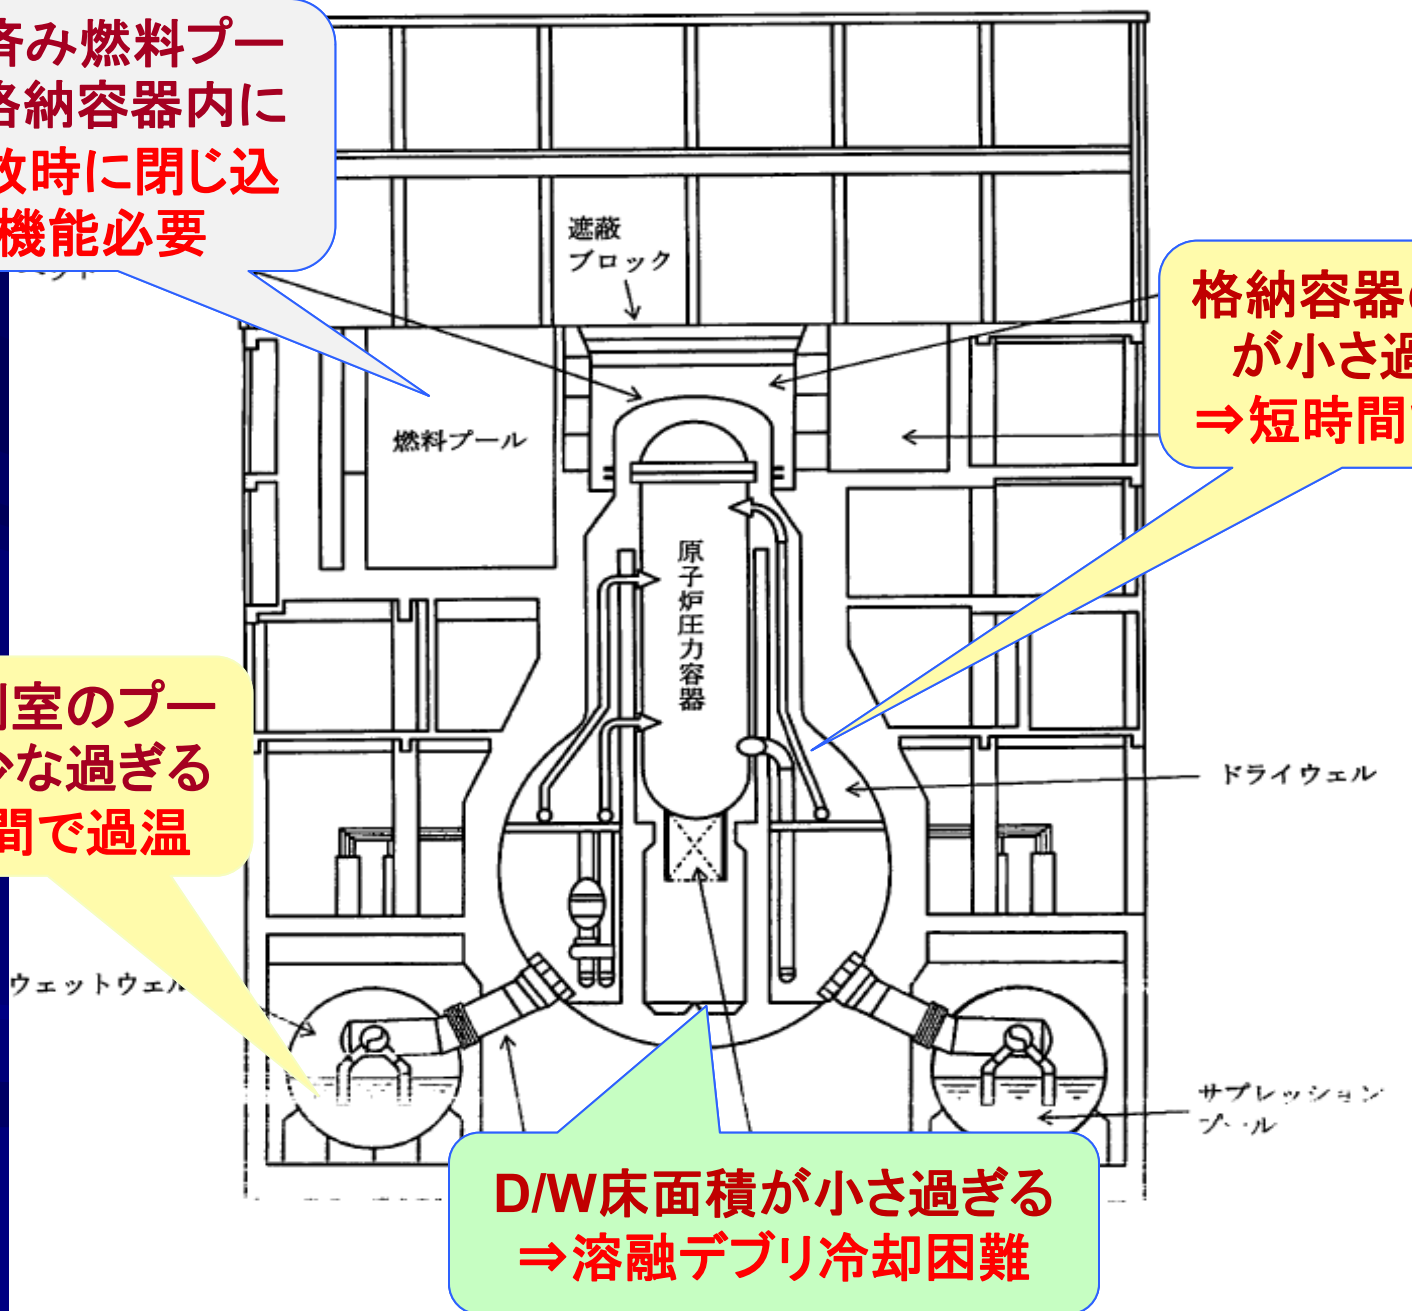 済み燃料プー
格納容器内に
故時に閉じ込
機能必要
遮蔽
ブロック
格納容器の
が小さ過
⇒短時間
燃料プール
原子炉圧力容器
室のプー
少な過ぎる
間で過温
ドライウェル
ウェットウェル
サプレッション
プール
D/W床面積が小さ過ぎる
⇒溶融デブリ冷却困難